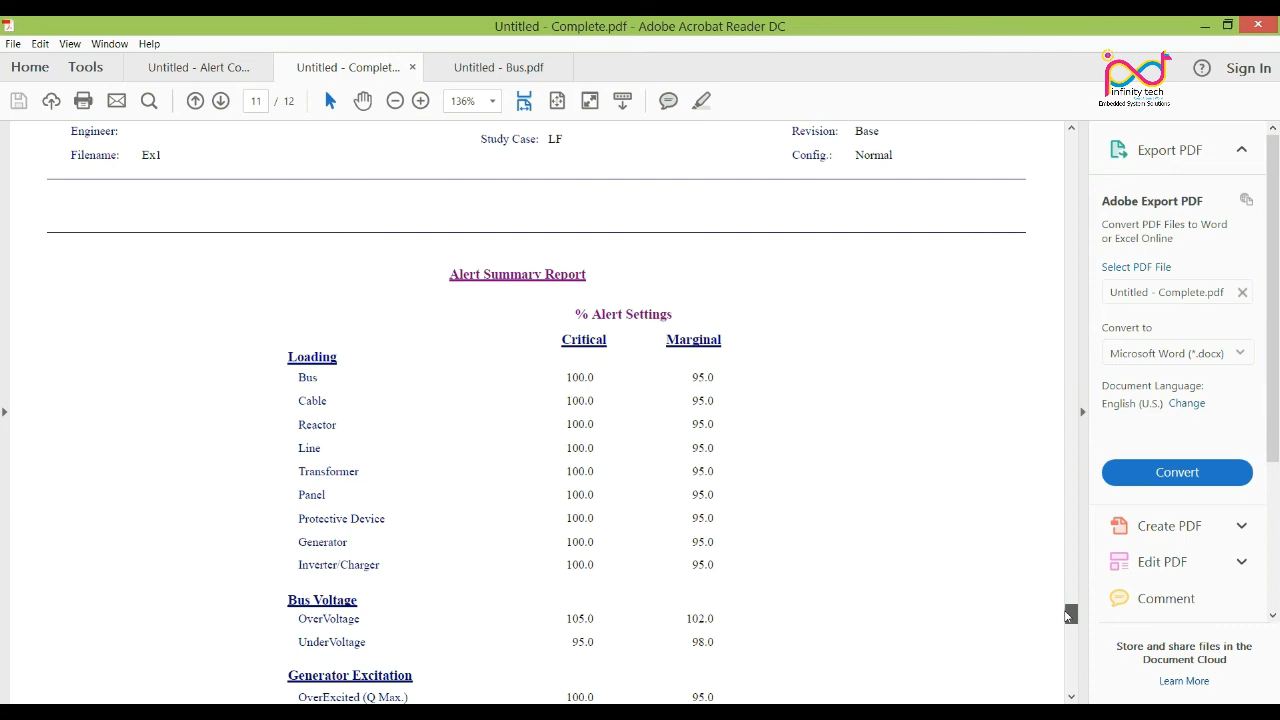 Untitled - Complete.pdf - Adobe Acrobat Reader DC
File Edit View Window Help
Home Tools Untitled - Alert Co... Untitled - Complet... × Untitled - Bus.pdf Sign In
infinity tech
Embedded System Solutions
11 / 12 136%
Engineer: Study Case: LF Revision: Base
Filename: Ex1 Config.: Normal
Alert Summary Report
% Alert Settings
Critical Marginal
Loading
Bus 100.0 95.0
Cable 100.0 95.0
Reactor 100.0 95.0
Line 100.0 95.0
Transformer 100.0 95.0
Panel 100.0 95.0
Protective Device 100.0 95.0
Generator 100.0 95.0
Inverter/Charger 100.0 95.0
Bus Voltage
OverVoltage 105.0 102.0
UnderVoltage 95.0 98.0
Generator Excitation
OverExcited (Q Max.) 100.0 95.0
Export PDF
Adobe Export PDF
Convert PDF Files to Word
or Excel Online
Select PDF File
Untitled - Complete.pdf
Convert to
Microsoft Word (*.docx)
Document Language:
English (U.S.) Change
Convert
Create PDF
Edit PDF
Comment
Store and share files in the
Document Cloud
Learn More